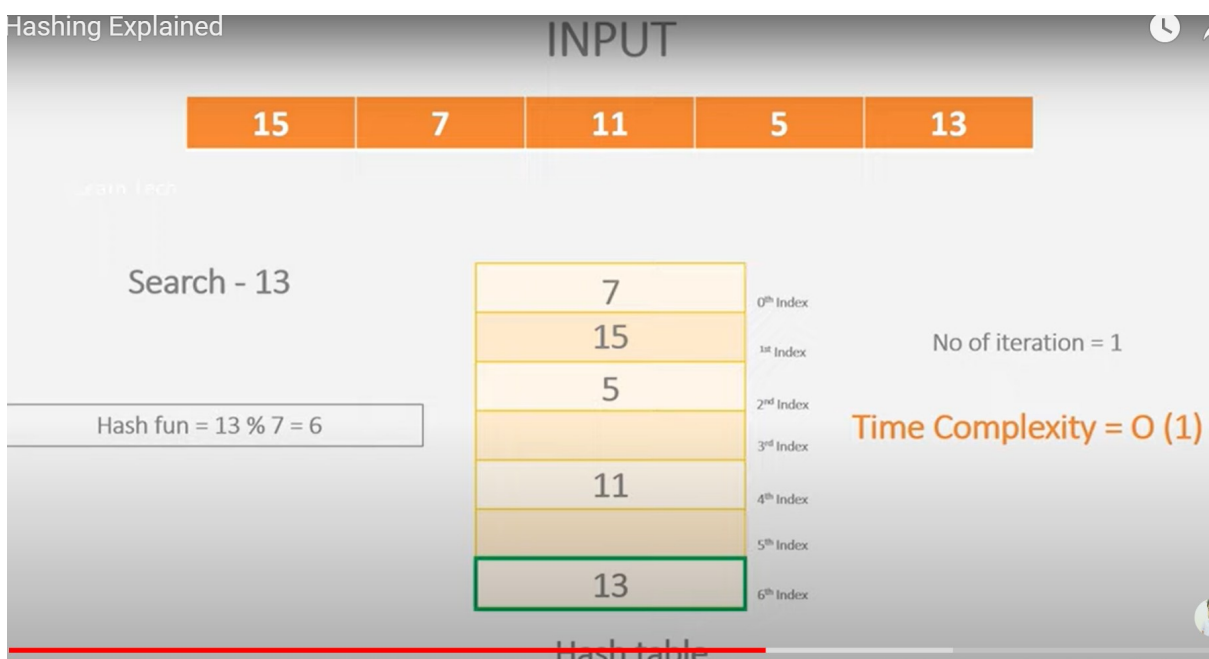 Hashing Explained
INPUT
15 7 11 5 13
Search - 13
7
0th Index
15
1st Index
No of iteration = 1
5
2nd Index
Hash fun = 13 % 7 = 6
Time Complexity = O (1)
3rd Index
11
4th Index
5th Index
13
6th Index
Hash table